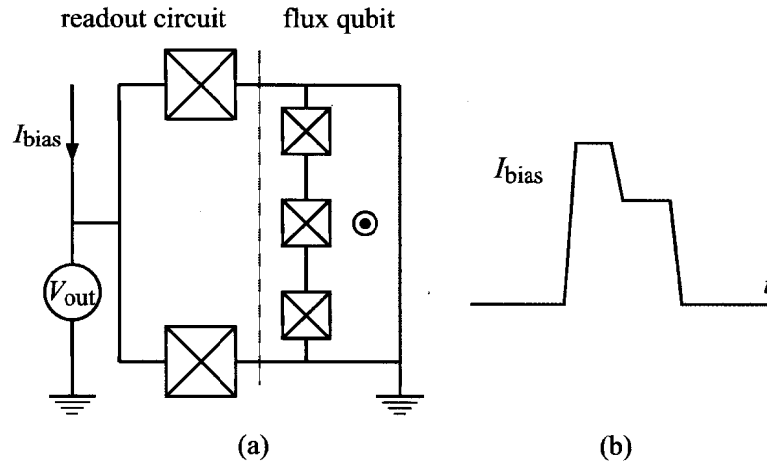 readout circuit
flux qubit
I_bias
V_out
I_bias
t
(a)
(b)